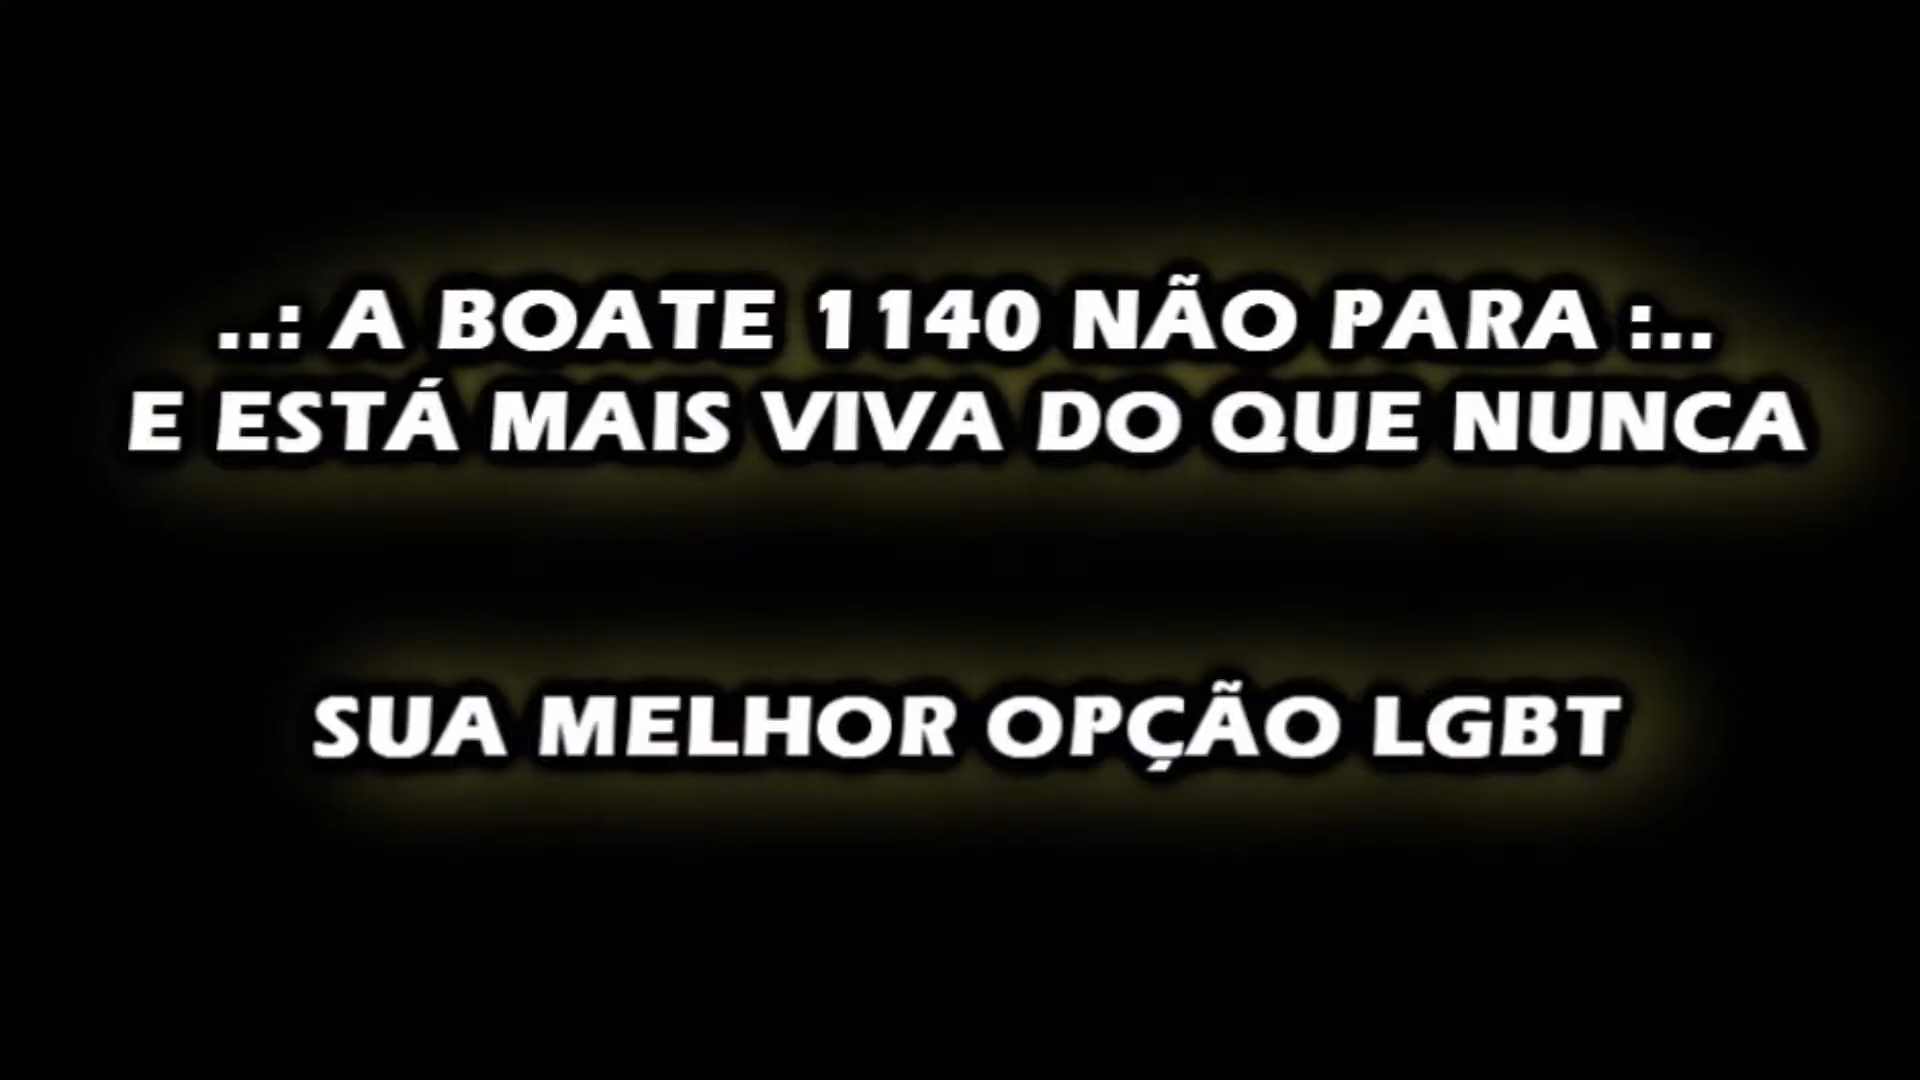 ..: A BOATE 1140 NÃO PARA :..
E ESTÁ MAIS VIVA DO QUE NUNCA
SUA MELHOR OPÇÃO LGBT